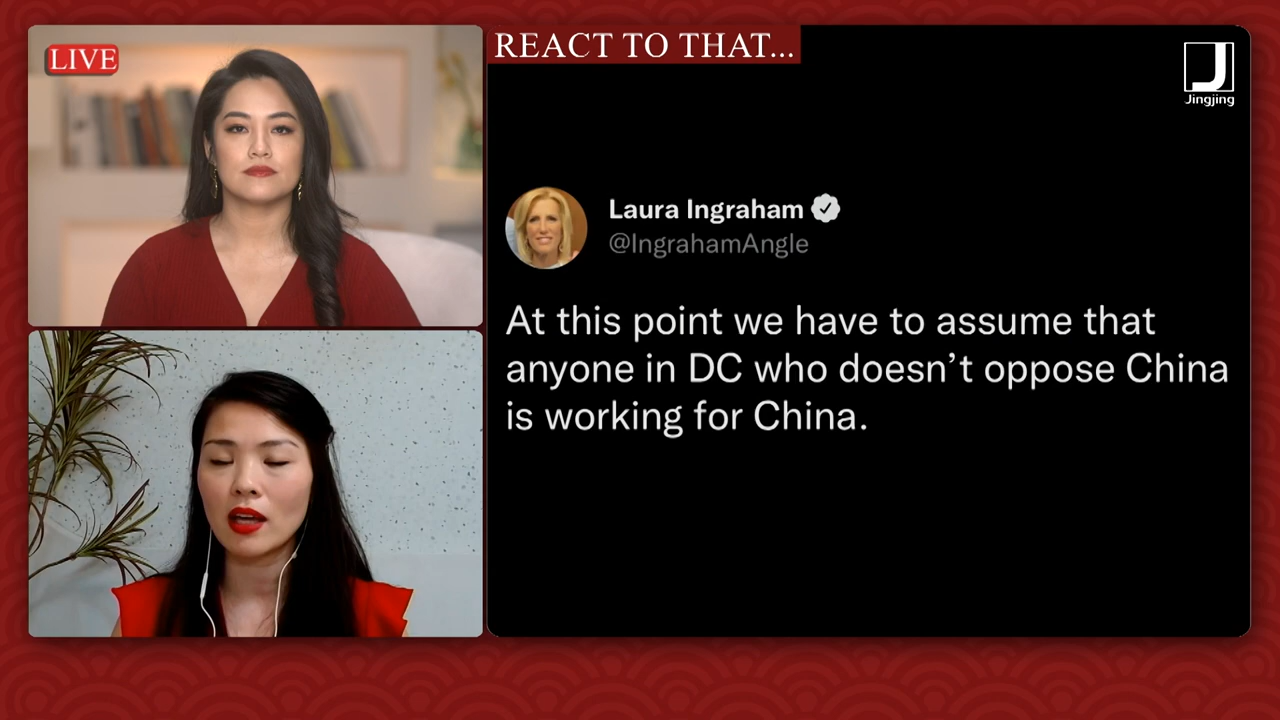 LIVE
REACT TO THAT...
Jingjing
Laura Ingraham
@IngrahamAngle
At this point we have to assume that
anyone in DC who doesn’t oppose China
is working for China.